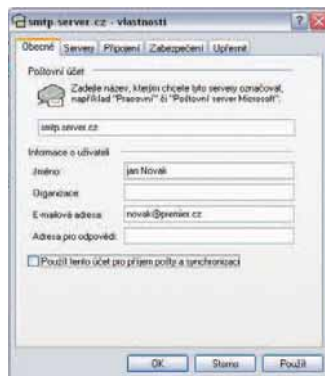 smtp.server.cz - vlastnosti
Obecné Servery Připojení Zabezpečení Upřesnit
Poštovní účet
Zadejte název, kterým chcete tyto servery označovat,
například "Pracovní" či "Poštovní server Microsoft".
smtp.server.cz
Informace o uživateli
Jméno: jan Novak
Organizace:
E-mailová adresa: novak@premier.cz
Adresa pro odpovědi:
Použít tento účet pro příjem pošty a synchronizaci
OK Storno Použít